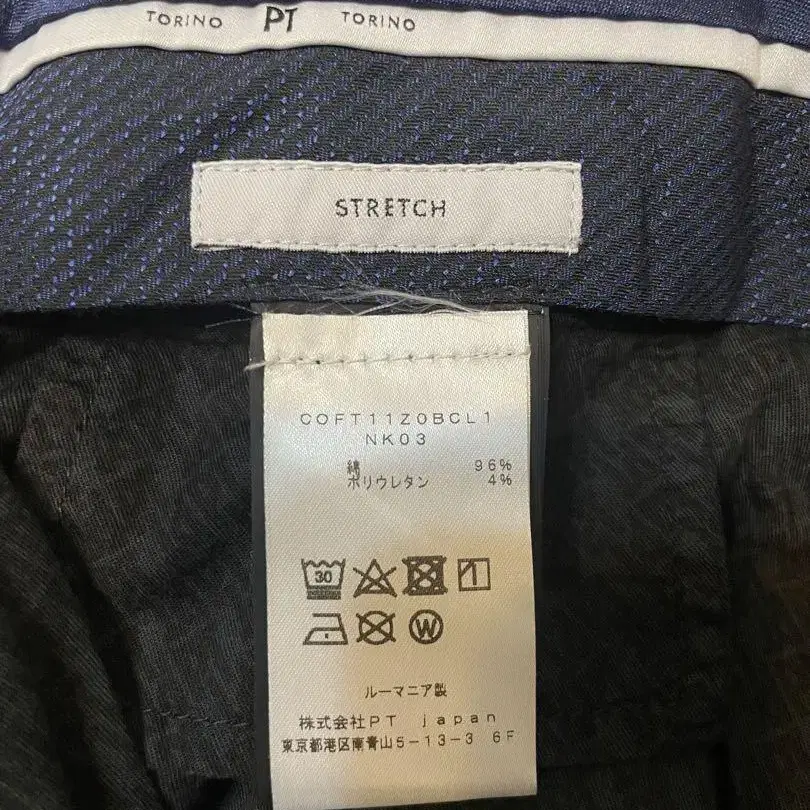 TORINO PT TORINO
STRETCH
COFT11Z0BCL1
NK03
綿 96%
ポリウレタン 4%
30
W
ルーマニア製
株式会社PT japan
東京都港区南青山5-13-3 6F